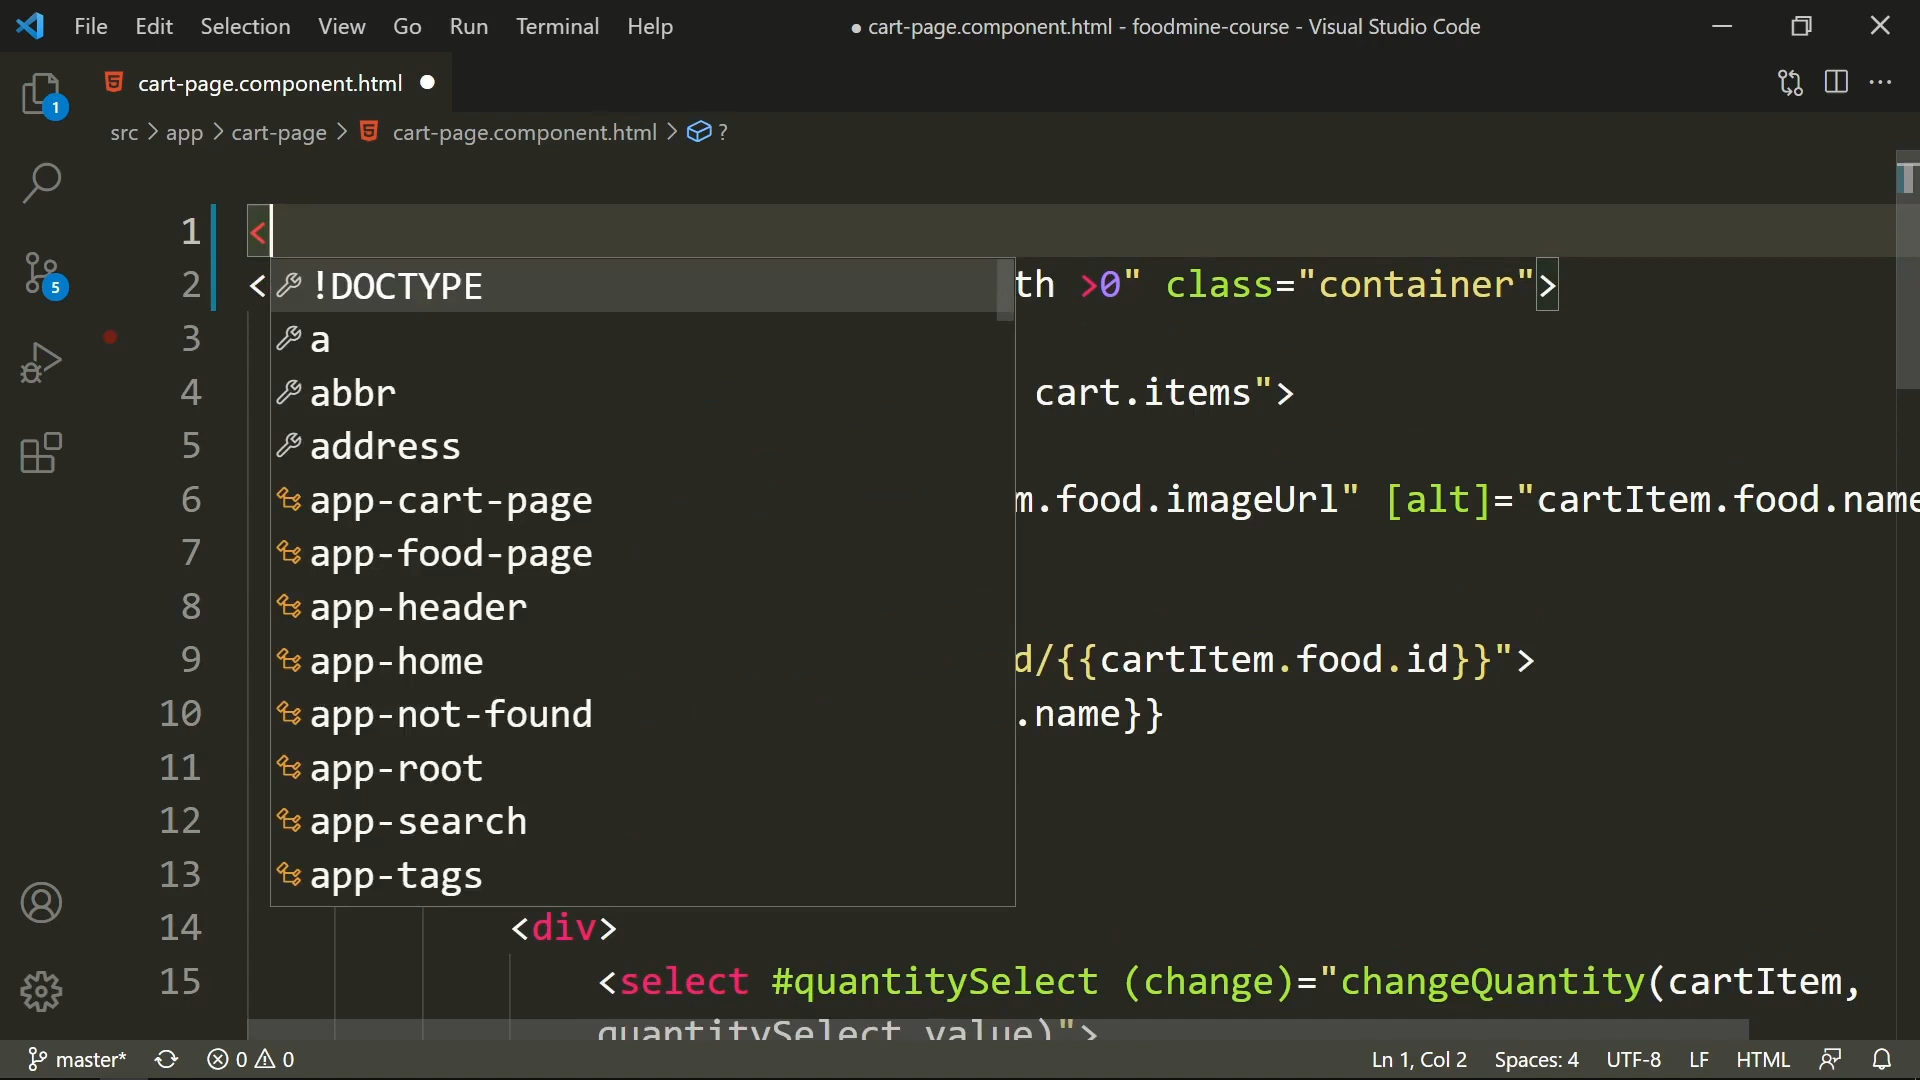 File Edit Selection View Go Run Terminal Help ● cart-page.component.html - foodmine-course - Visual Studio Code
cart-page.component.html
src > app > cart-page > cart-page.component.html > ?
1
5
1 <
2 < th >0" class="container">
3
4 cart.items">
5
6 m.food.imageUrl" [alt]="cartItem.food.name
7
8
9 d/{{cartItem.food.id}}">
10 .name}}
11
12
13
14 <div>
15 <select #quantitySelect (change)="changeQuantity(cartItem,
quantitySelect.value)">
!DOCTYPE
a
abbr
address
app-cart-page
app-food-page
app-header
app-home
app-not-found
app-root
app-search
app-tags
master* 0 0 Ln 1, Col 2 Spaces: 4 UTF-8 LF HTML